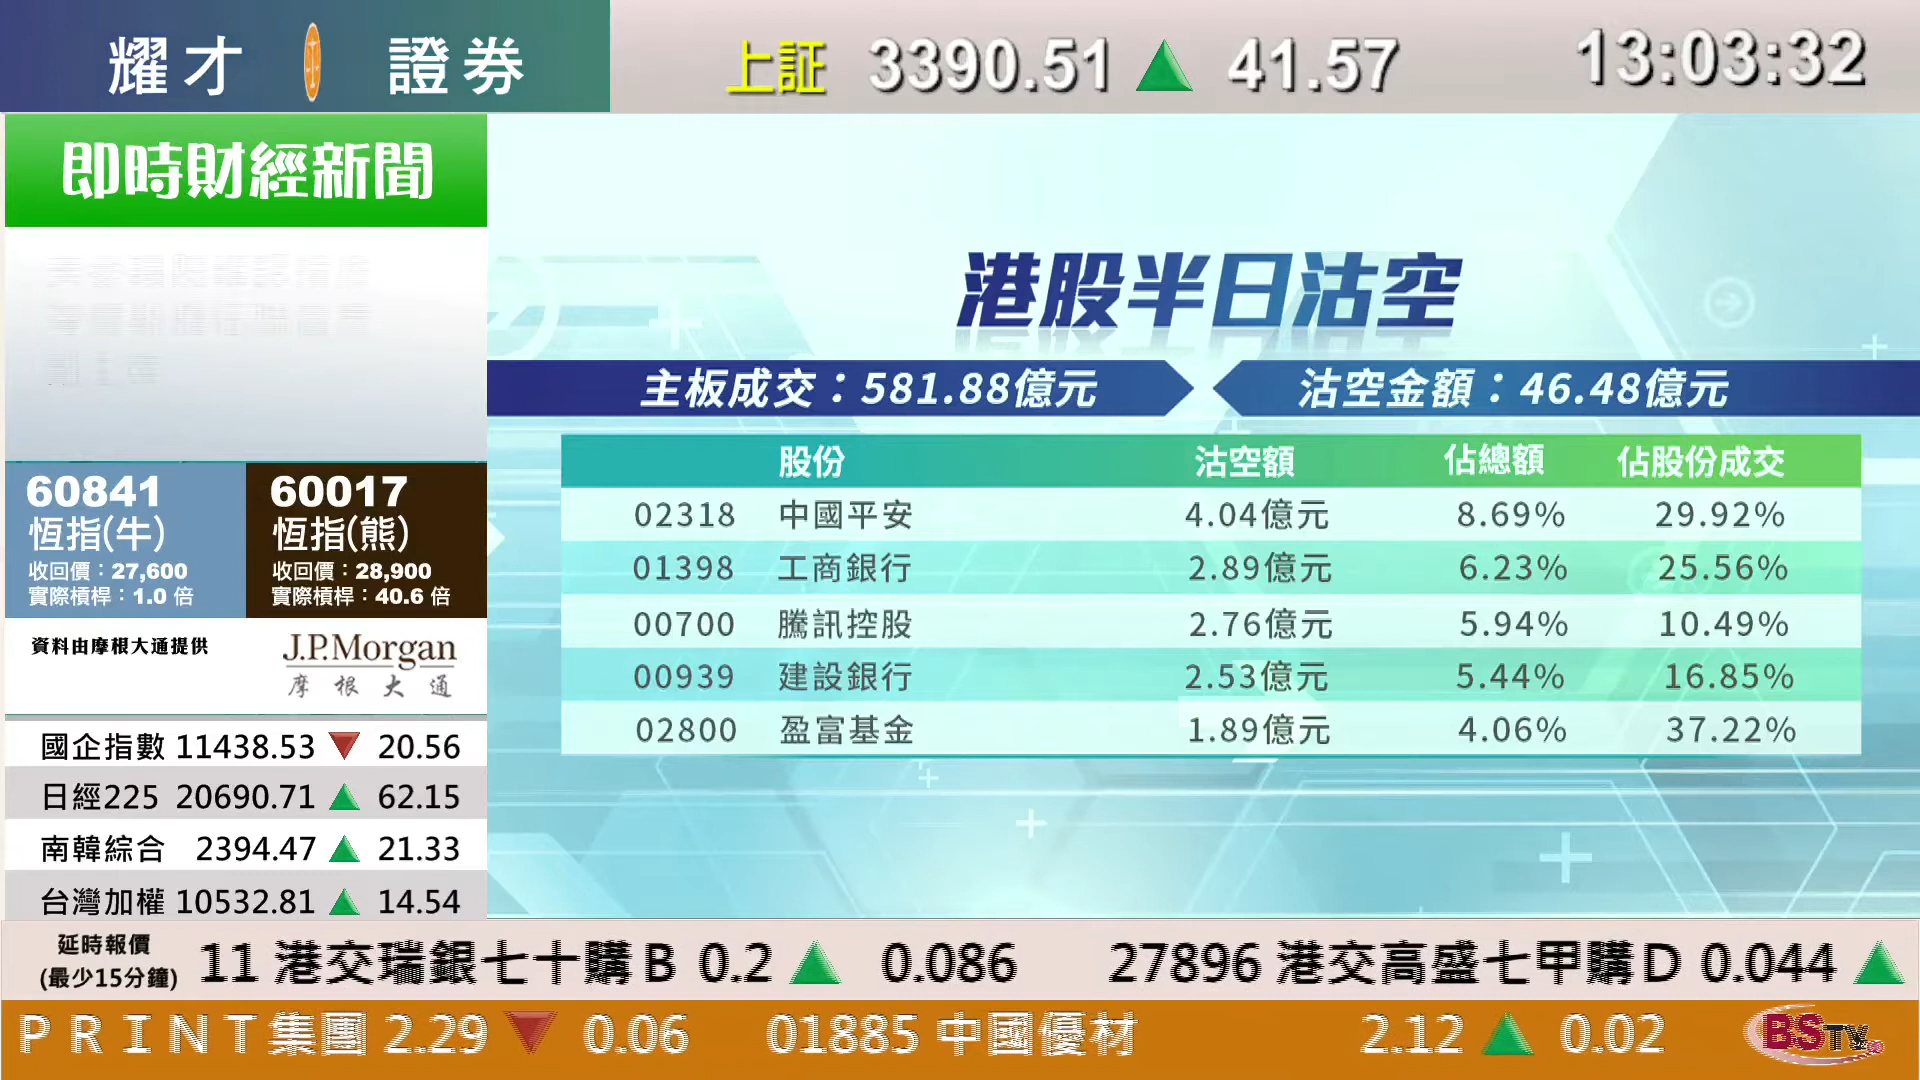 耀才 證券
上証 3390.51 ▲ 41.57
13:03:32
即時財經新聞
60841
恆指(牛)
收回價：27,600
實際槓桿：1.0 倍
60017
恆指(熊)
收回價：28,900
實際槓桿：40.6 倍
資料由摩根大通提供
J.P.Morgan
摩根大通
國企指數 11438.53 ▼ 20.56
日經225 20690.71 ▲ 62.15
南韓綜合 2394.47 ▲ 21.33
台灣加權 10532.81 ▲ 14.54
港股半日沽空
主板成交：581.88億元
沽空金額：46.48億元
股份 沽空額 佔總額 佔股份成交
02318 中國平安 4.04億元 8.69% 29.92%
01398 工商銀行 2.89億元 6.23% 25.56%
00700 騰訊控股 2.76億元 5.94% 10.49%
00939 建設銀行 2.53億元 5.44% 16.85%
02800 盈富基金 1.89億元 4.06% 37.22%
延時報價
(最少15分鐘)
11 港交瑞銀七十購B 0.2 ▲ 0.086 27896 港交高盛七甲購D 0.044 ▲
PRINT集團 2.29 ▼ 0.06 01885 中國優材 2.12 ▲ 0.02
BSTV